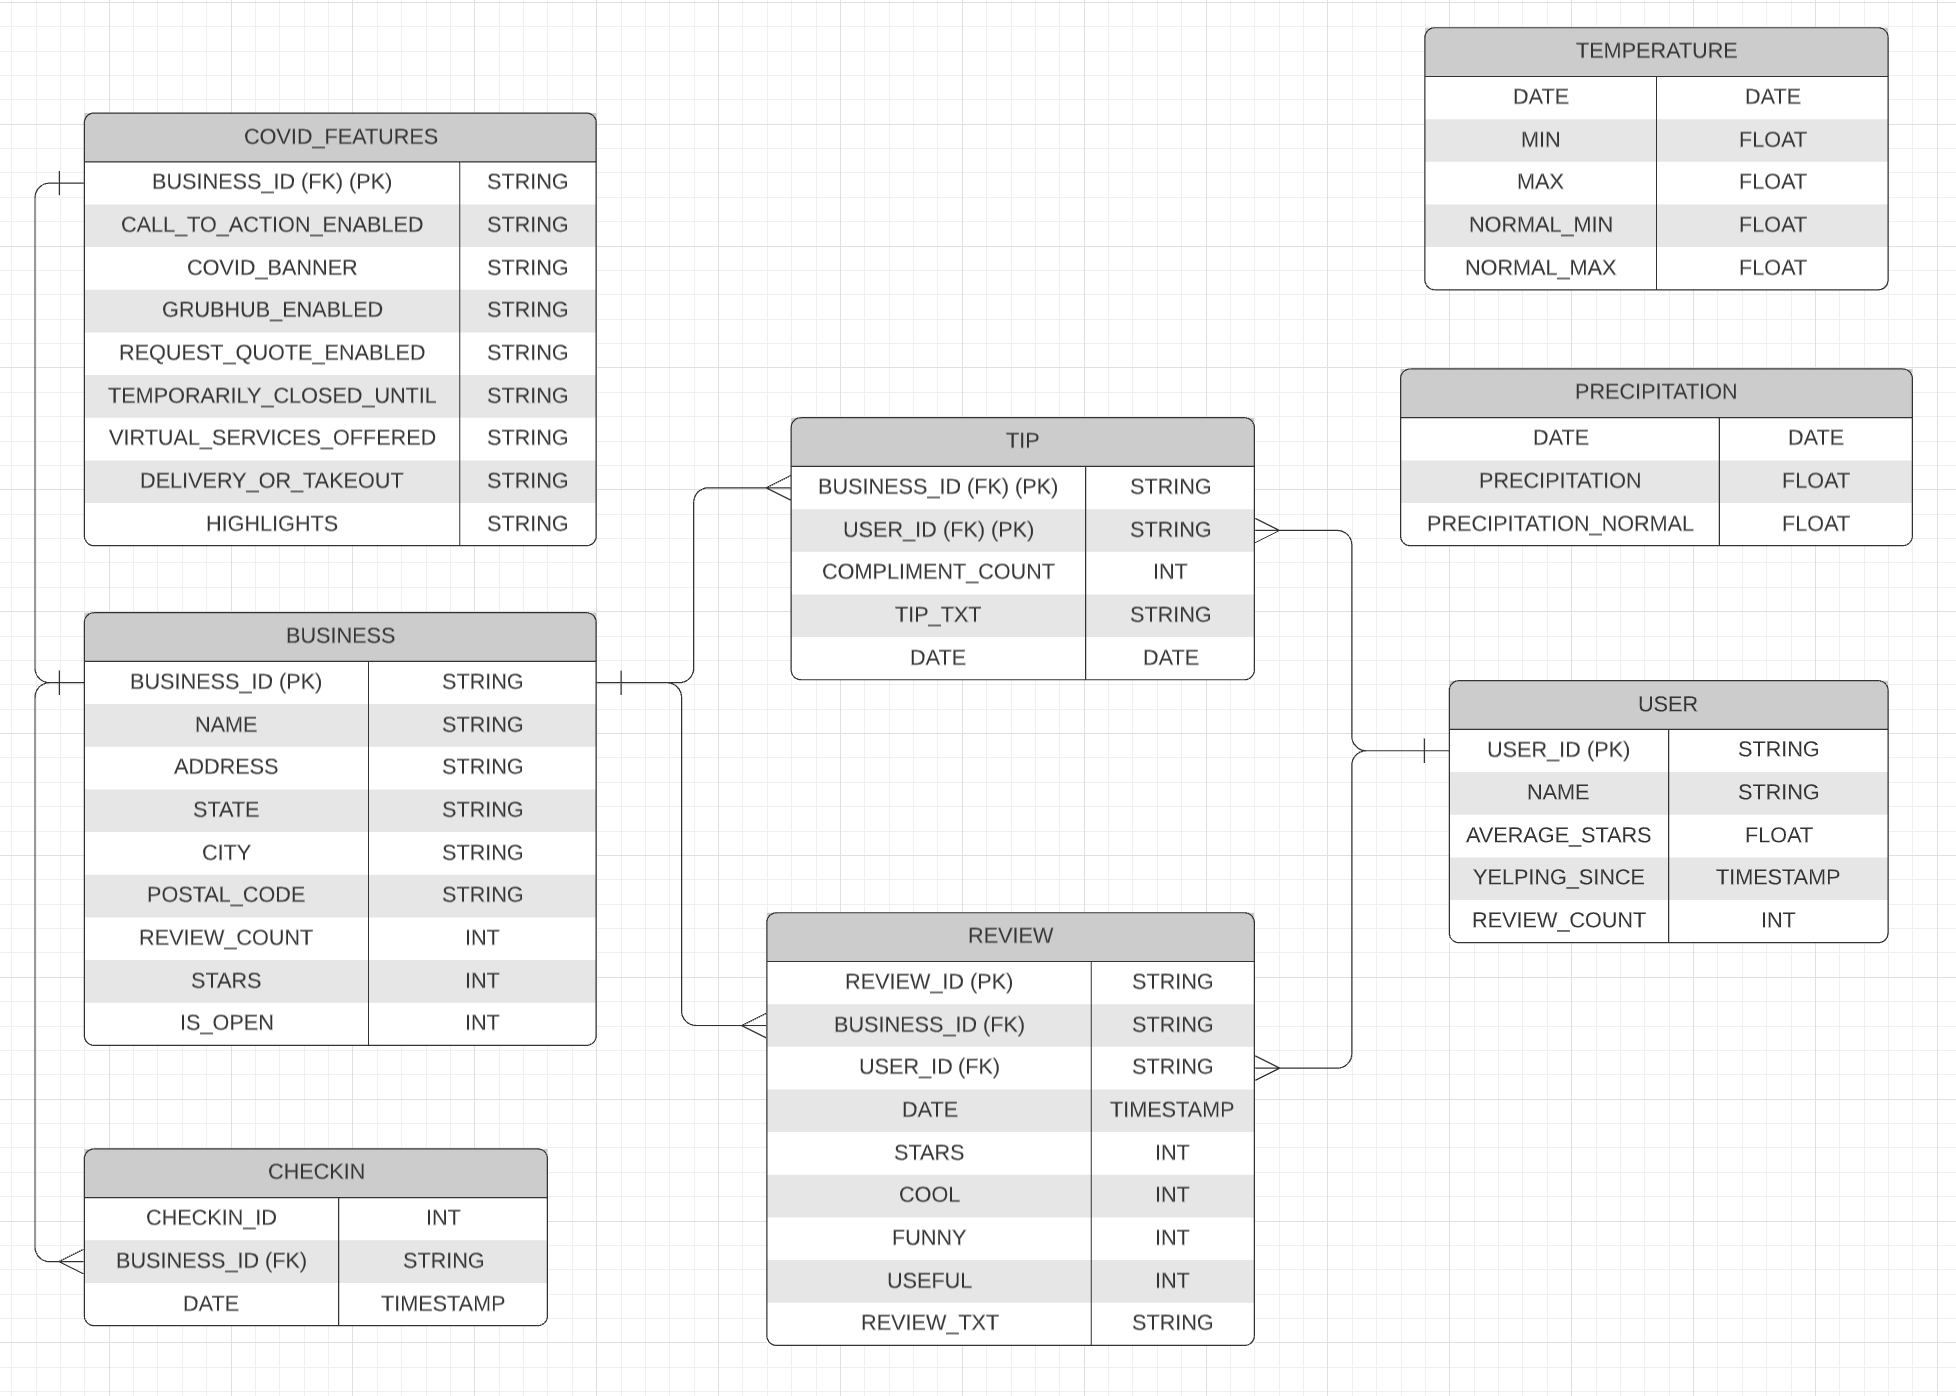 COVID_FEATURES
BUSINESS_ID (FK) (PK) STRING
CALL_TO_ACTION_ENABLED STRING
COVID_BANNER STRING
GRUBHUB_ENABLED STRING
REQUEST_QUOTE_ENABLED STRING
TEMPORARILY_CLOSED_UNTIL STRING
VIRTUAL_SERVICES_OFFERED STRING
DELIVERY_OR_TAKEOUT STRING
HIGHLIGHTS STRING
BUSINESS
BUSINESS_ID (PK) STRING
NAME STRING
ADDRESS STRING
STATE STRING
CITY STRING
POSTAL_CODE STRING
REVIEW_COUNT INT
STARS INT
IS_OPEN INT
CHECKIN
CHECKIN_ID INT
BUSINESS_ID (FK) STRING
DATE TIMESTAMP
TIP
BUSINESS_ID (FK) (PK) STRING
USER_ID (FK) (PK) STRING
COMPLIMENT_COUNT INT
TIP_TXT STRING
DATE DATE
REVIEW
REVIEW_ID (PK) STRING
BUSINESS_ID (FK) STRING
USER_ID (FK) STRING
DATE TIMESTAMP
STARS INT
COOL INT
FUNNY INT
USEFUL INT
REVIEW_TXT STRING
TEMPERATURE
DATE DATE
MIN FLOAT
MAX FLOAT
NORMAL_MIN FLOAT
NORMAL_MAX FLOAT
PRECIPITATION
DATE DATE
PRECIPITATION FLOAT
PRECIPITATION_NORMAL FLOAT
USER
USER_ID (PK) STRING
NAME STRING
AVERAGE_STARS FLOAT
YELPING_SINCE TIMESTAMP
REVIEW_COUNT INT